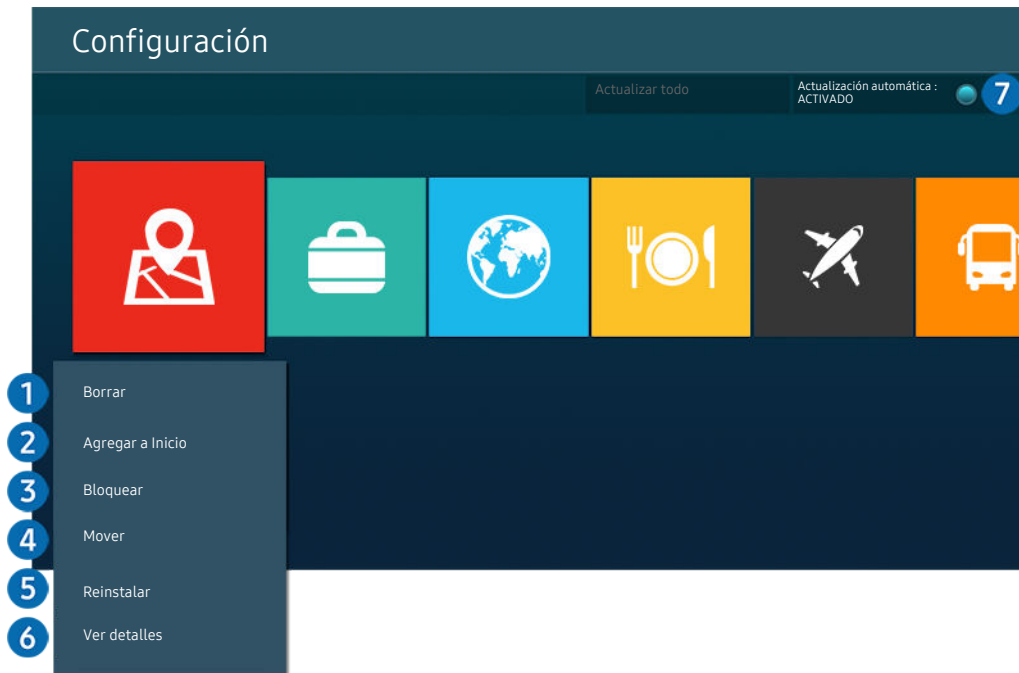 Configuración
Actualizar todo
Actualización automática :
ACTIVADO
7
1
Borrar
2
Agregar a Inicio
3
Bloquear
4
Mover
5
Reinstalar
6
Ver detalles